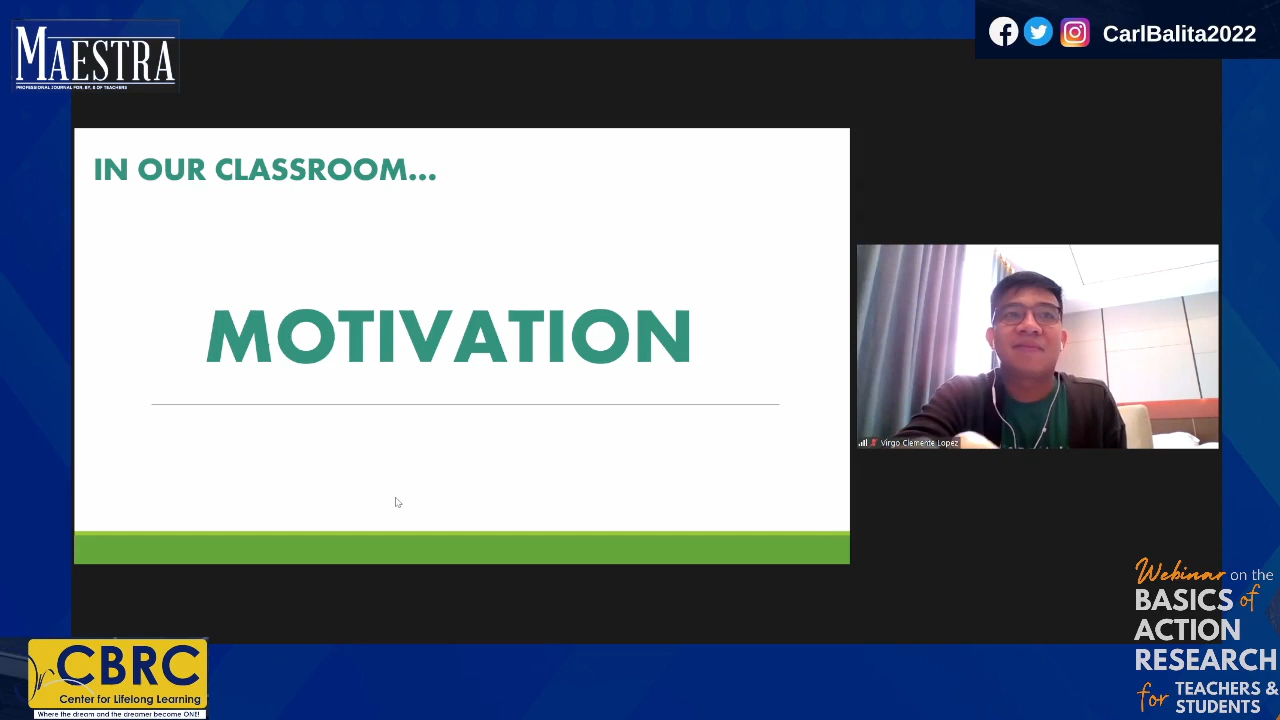 MAESTRA
PROFESSIONAL JOURNAL FOR, BY, & OF TEACHERS
CarlBalita2022
IN OUR CLASSROOM...
MOTIVATION
Virgo Clemente Lopez
Webinar on the
BASICS of
ACTION
RESEARCH
for TEACHERS &
STUDENTS
CBRC
Center for Lifelong Learning
Where the dream and the dreamer become ONE!